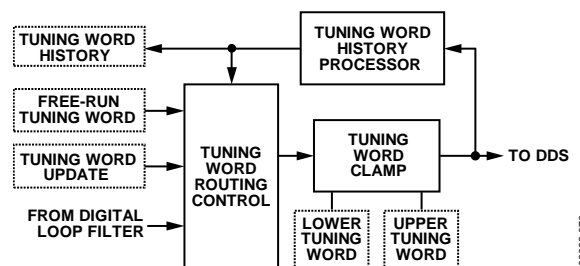 TUNING WORD
HISTORY
TUNING WORD
HISTORY
PROCESSOR
FREE-RUN
TUNING WORD
TUNING WORD
UPDATE
FROM DIGITAL
LOOP FILTER
TUNING
WORD
ROUTING
CONTROL
TUNING
WORD
CLAMP
TO DDS
LOWER
TUNING
WORD
UPPER
TUNING
WORD